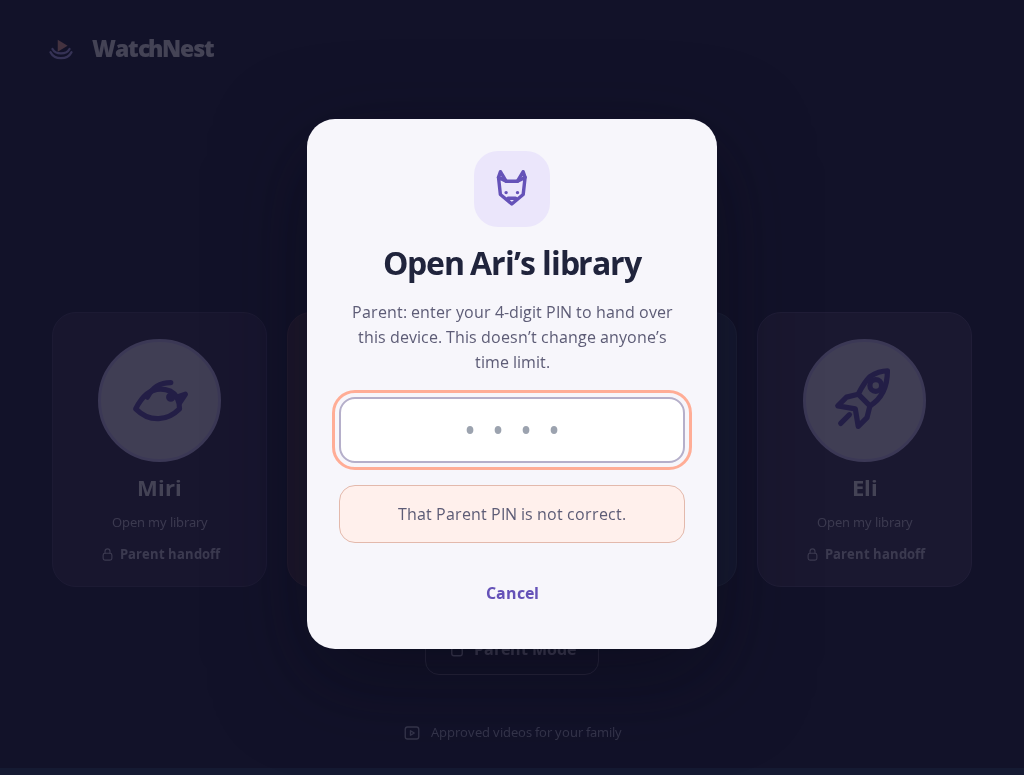 WatchNest
Open Ari’s library
Parent: enter your 4-digit PIN to hand over
this device. This doesn’t change anyone’s
time limit.
That Parent PIN is not correct.
Cancel
Miri
Open my library
Parent handoff
Eli
Open my library
Parent handoff
Parent Mode
Approved videos for your family